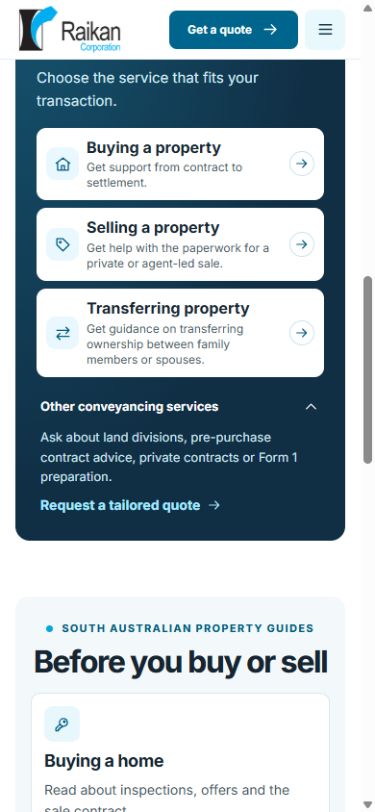 Raikan
Corporation
Get a quote
Choose the service that fits your
transaction.
Buying a property
Get support from contract to
settlement.
Selling a property
Get help with the paperwork for a
private or agent-led sale.
Transferring property
Get guidance on transferring
ownership between family
members or spouses.
Other conveyancing services
Ask about land divisions, pre-purchase
contract advice, private contracts or Form 1
preparation.
Request a tailored quote
SOUTH AUSTRALIAN PROPERTY GUIDES
Before you buy or sell
Buying a home
Read about inspections, offers and the
sale contract